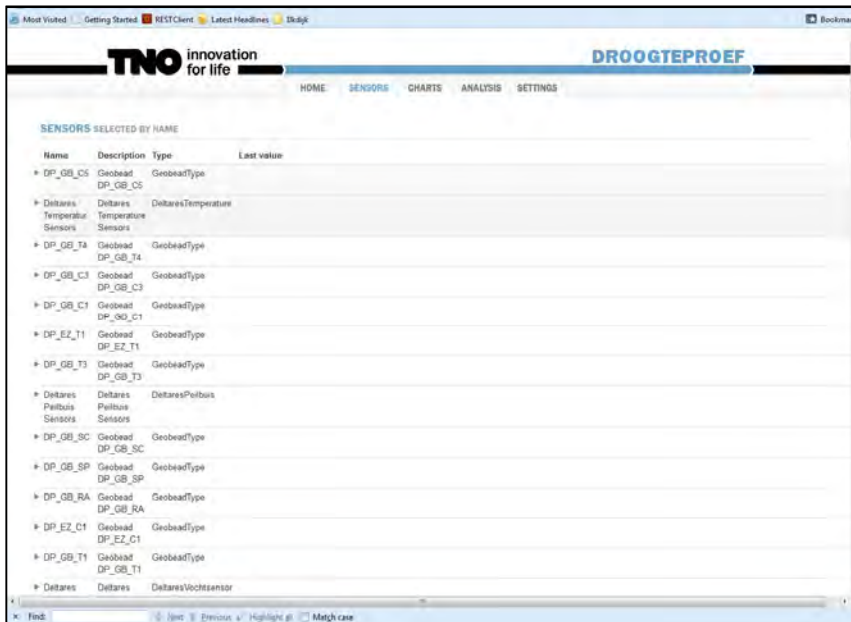 Most Visited Getting Started RESTClient Latest Headlines IJkdijk Bookma
TNO innovation
for life
DROOGTEPROEF
HOME SENSORS CHARTS ANALYSIS SETTINGS
SENSORS SELECTED BY NAME
Name Description Type Last value
DP_GB_C5 Geobead GeobeadType
DP_GB_C5
Deltares Deltares DeltaresTemperature
Temperatur Temperature
Sensors Sensors
DP_GB_T4 Geobead GeobeadType
DP_GB_T4
DP_GB_C3 Geobead GeobeadType
DP_GB_C3
DP_GB_C1 Geobead GeobeadType
DP_GB_C1
DP_EZ_T1 Geobead GeobeadType
DP_EZ_T1
DP_GB_T3 Geobead GeobeadType
DP_GB_T3
Deltares Deltares DeltaresPeilbuis
Peilbuis Peilbuis
Sensors Sensors
DP_GB_SC Geobead GeobeadType
DP_GB_SC
DP_GB_SP Geobead GeobeadType
DP_GB_SP
DP_GB_RA Geobead GeobeadType
DP_GB_RA
DP_EZ_C1 Geobead GeobeadType
DP_EZ_C1
DP_GB_T1 Geobead GeobeadType
DP_GB_T1
Deltares Deltares DeltaresVochtsensor
Find: Next Previous Highlight all Match case